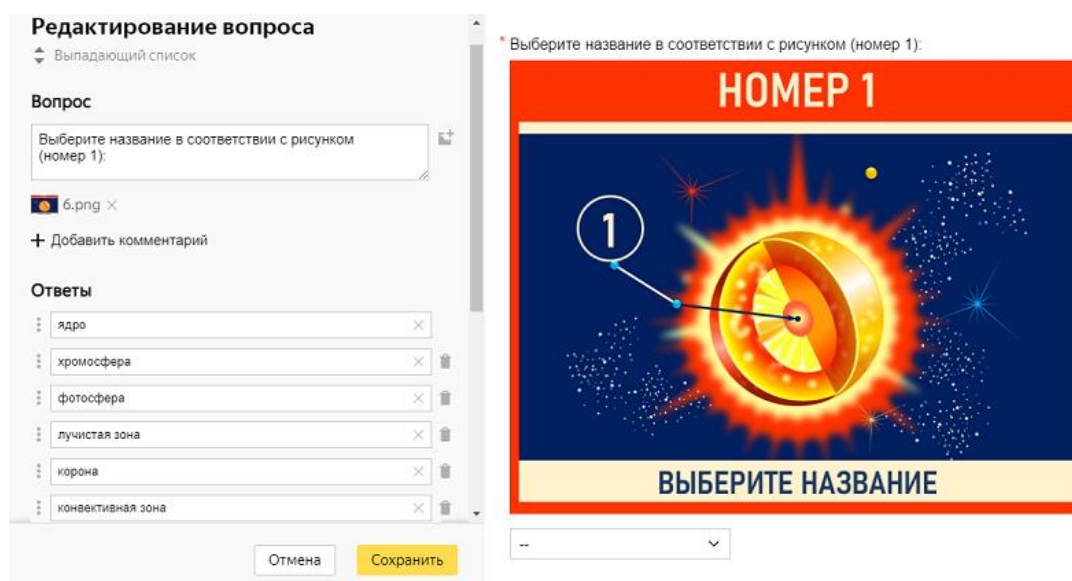 Редактирование вопроса
Выпадающий список
Вопрос
Выберите название в соответствии с рисунком
(номер 1):
6.png
Добавить комментарий
Ответы
ядро
хромосфера
фотосфера
лучистая зона
корона
конвективная зона
Отмена
Сохранить
* Выберите название в соответствии с рисунком (номер 1):
НОМЕР 1
1
ВЫБЕРИТЕ НАЗВАНИЕ
--